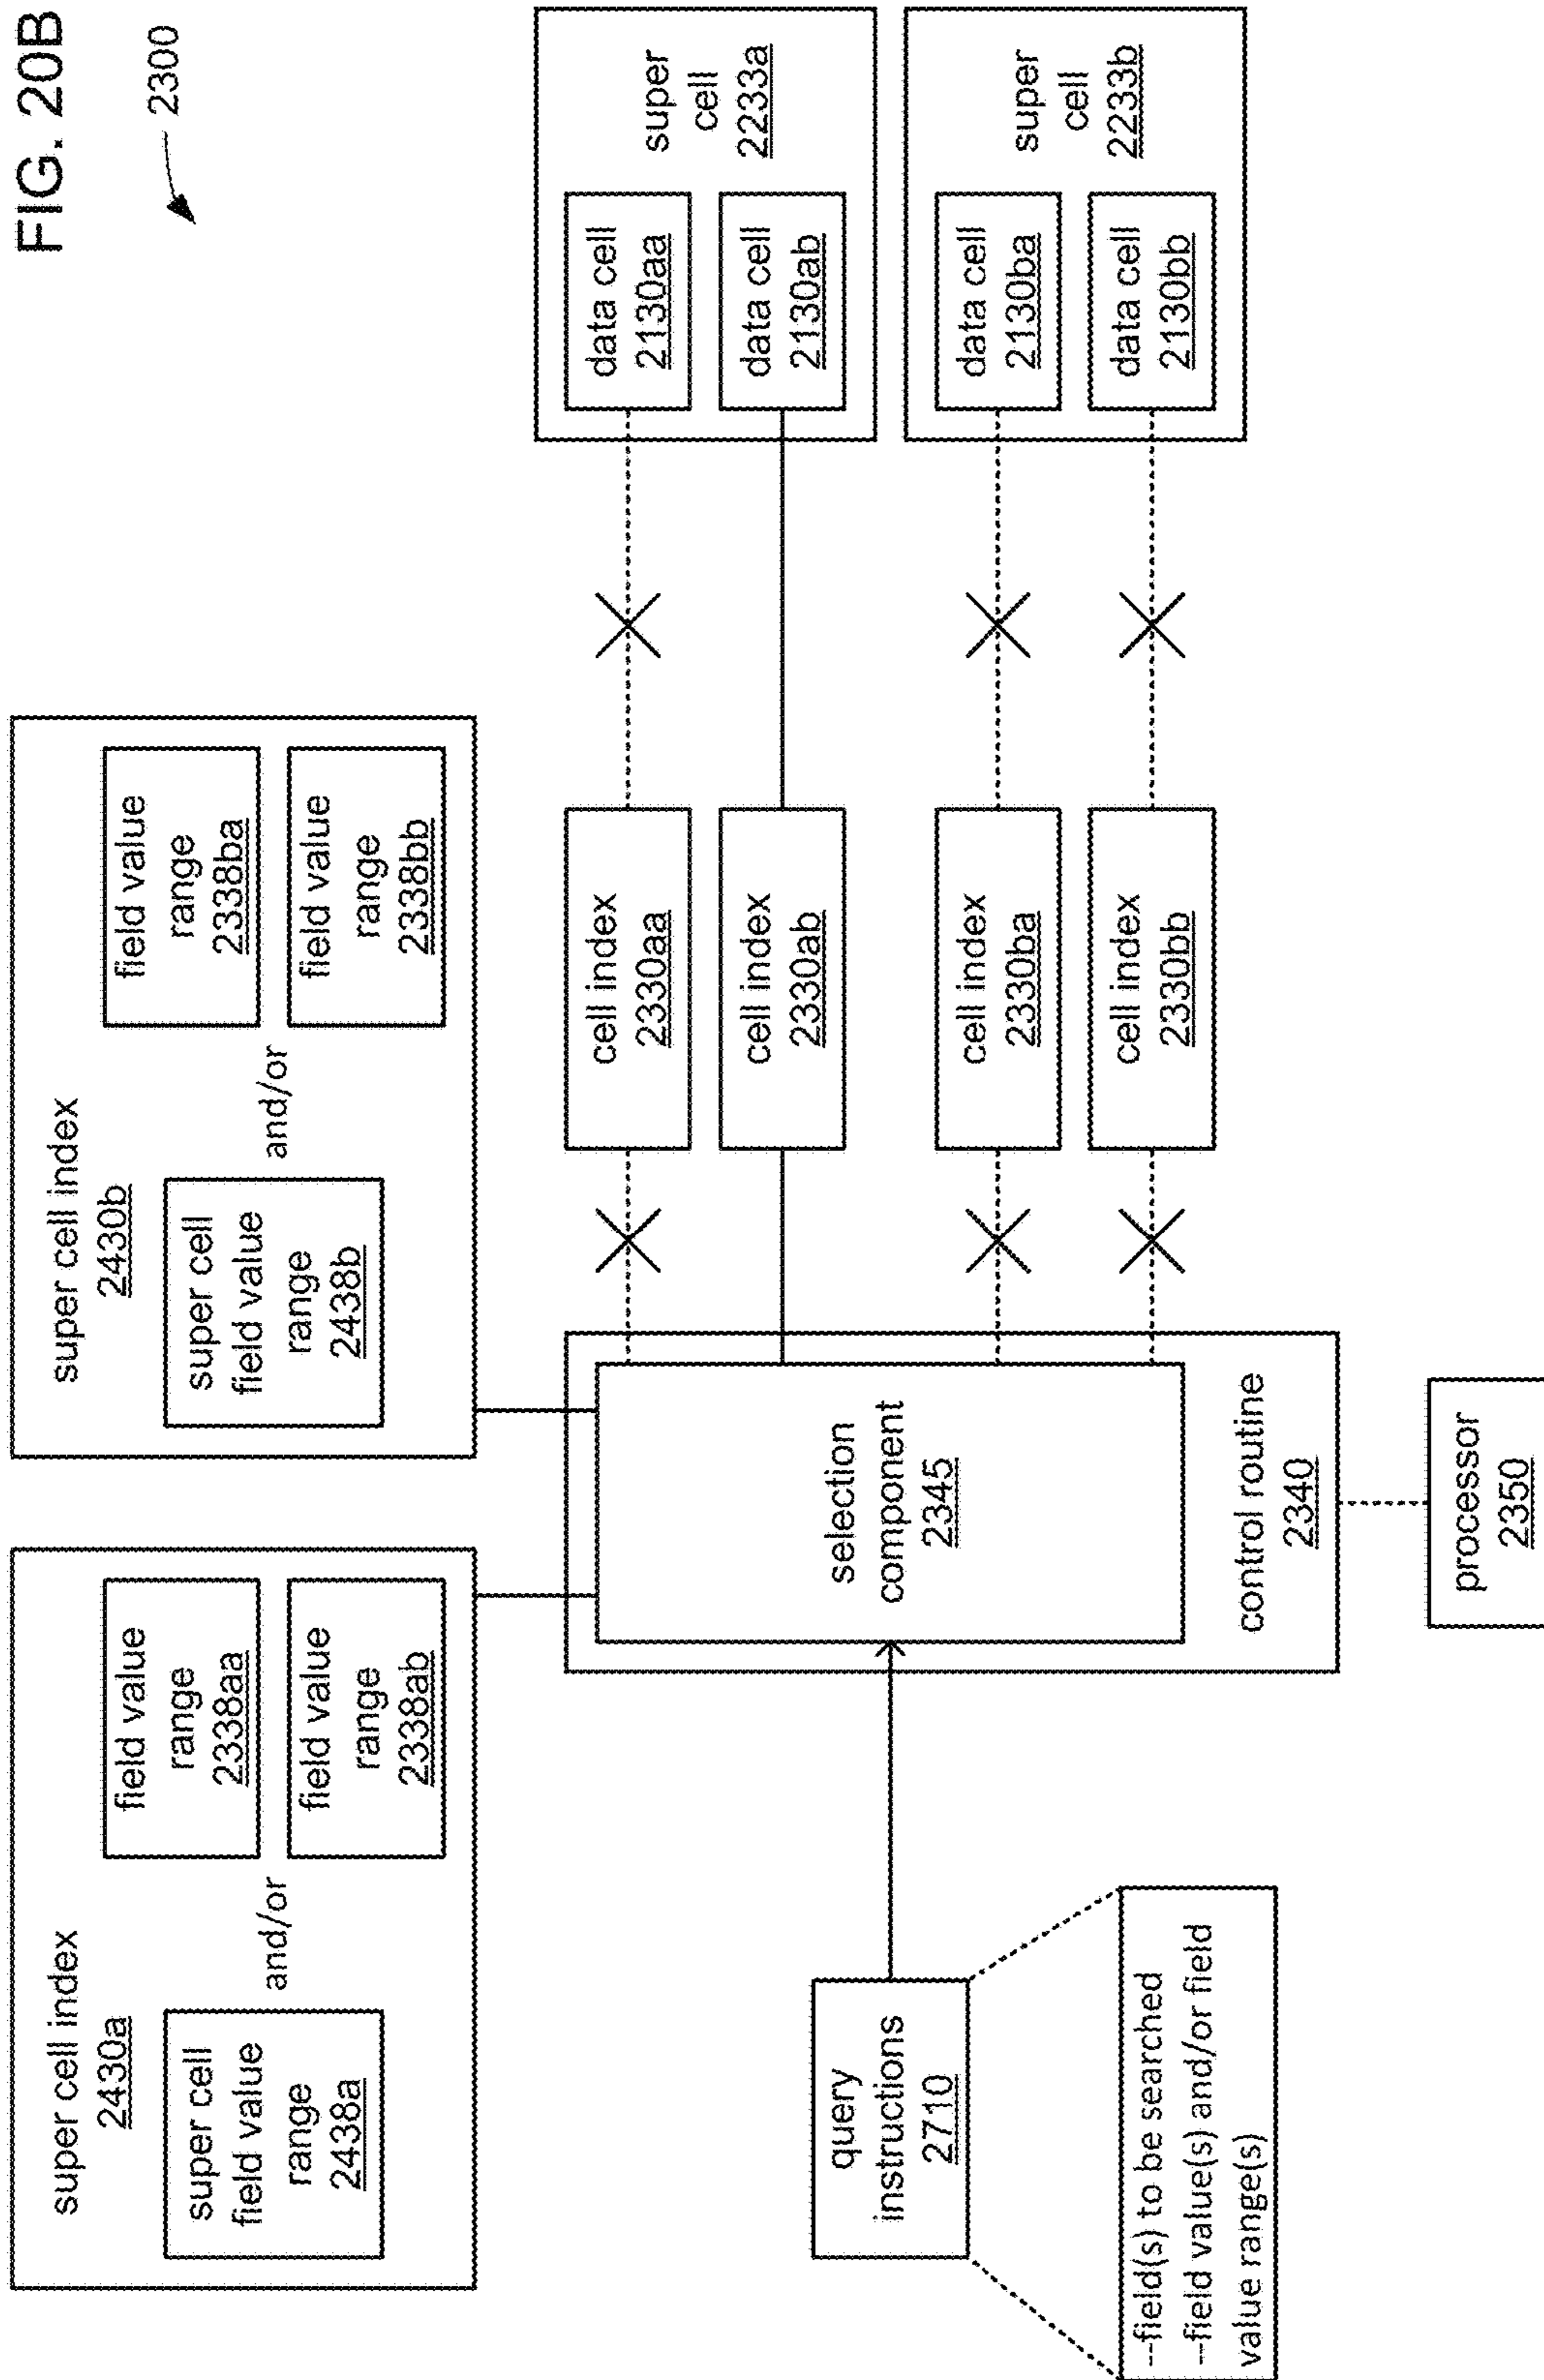 FIG. 20B
2300
super cell index
2430a
super cell
field value
range
2438a
and/or
field value
range
2338aa
field value
range
2338ab
super cell index
2430b
super cell
field value
range
2438b
and/or
field value
range
2338ba
field value
range
2338bb
query
instructions
2710
--field(s) to be searched
--field value(s) and/or field
value range(s)
selection
component
2345
control routine
2340
processor
2350
cell index
2330aa
cell index
2330ab
cell index
2330ba
cell index
2330bb
data cell
2130aa
data cell
2130ab
super
cell
2233a
data cell
2130ba
data cell
2130bb
super
cell
2233b